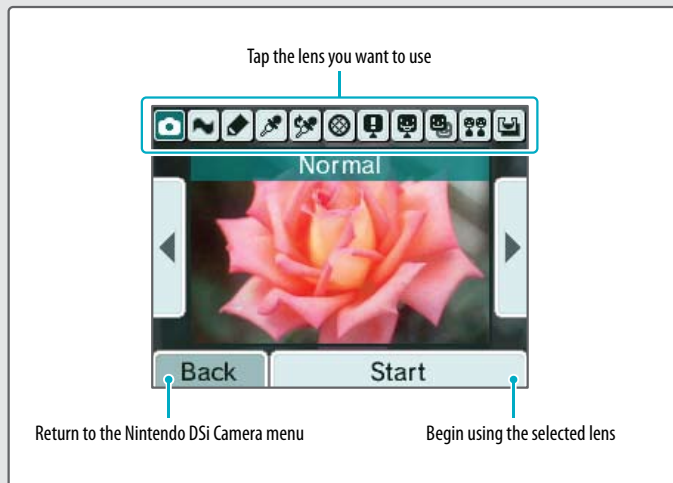 Tap the lens you want to use
Normal
Back
Start
Return to the Nintendo DSi Camera menu
Begin using the selected lens